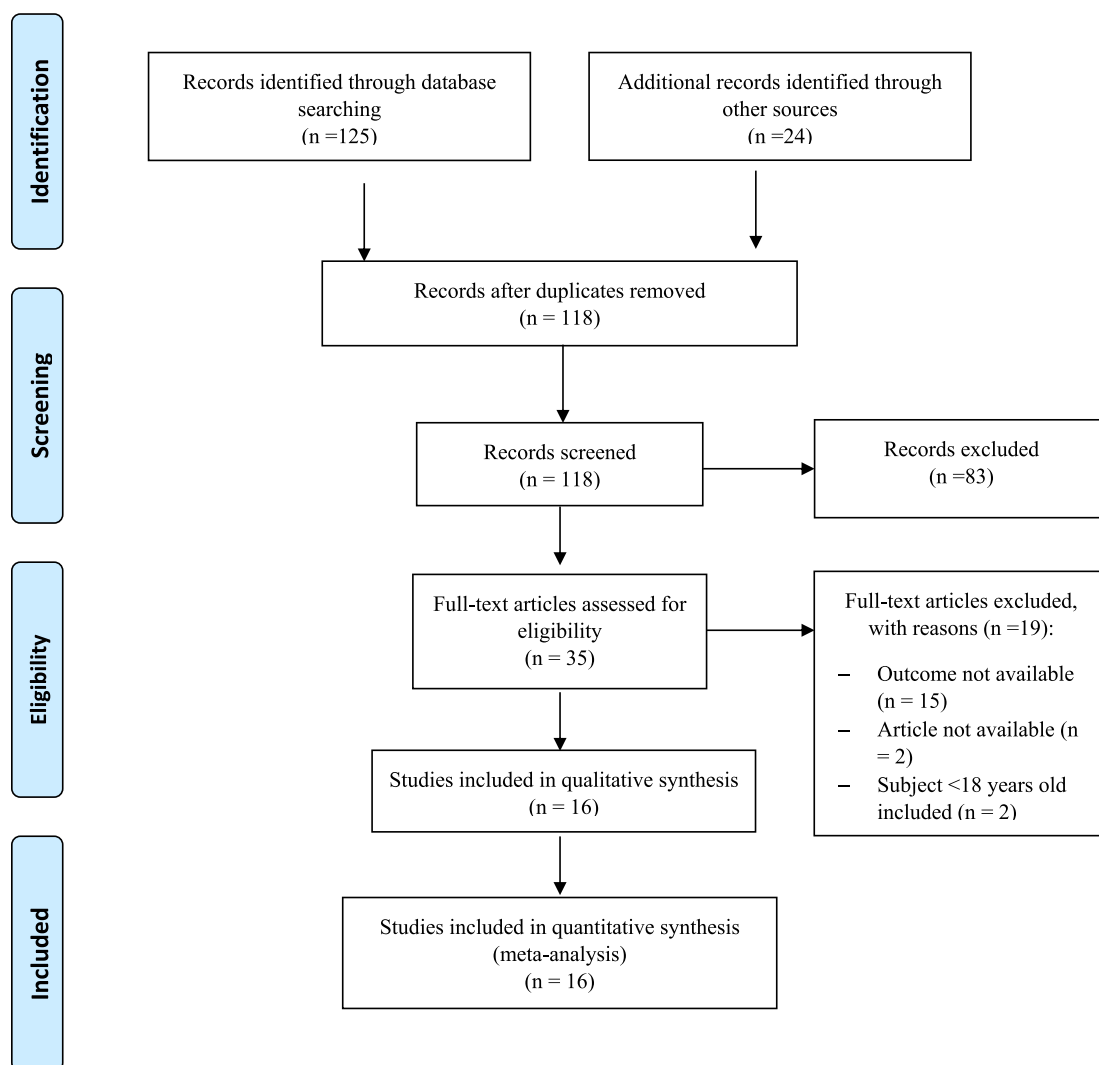 Identification
Records identified through database
searching
(n =125)
Additional records identified through
other sources
(n =24)
Records after duplicates removed
(n = 118)
Screening
Records screened
(n = 118)
Records excluded
(n =83)
Eligibility
Full-text articles assessed for
eligibility
(n = 35)
Full-text articles excluded,
with reasons (n =19):
– Outcome not available
(n = 15)
– Article not available (n
= 2)
– Subject <18 years old
included (n = 2)
Studies included in qualitative synthesis
(n = 16)
Included
Studies included in quantitative synthesis
(meta-analysis)
(n = 16)